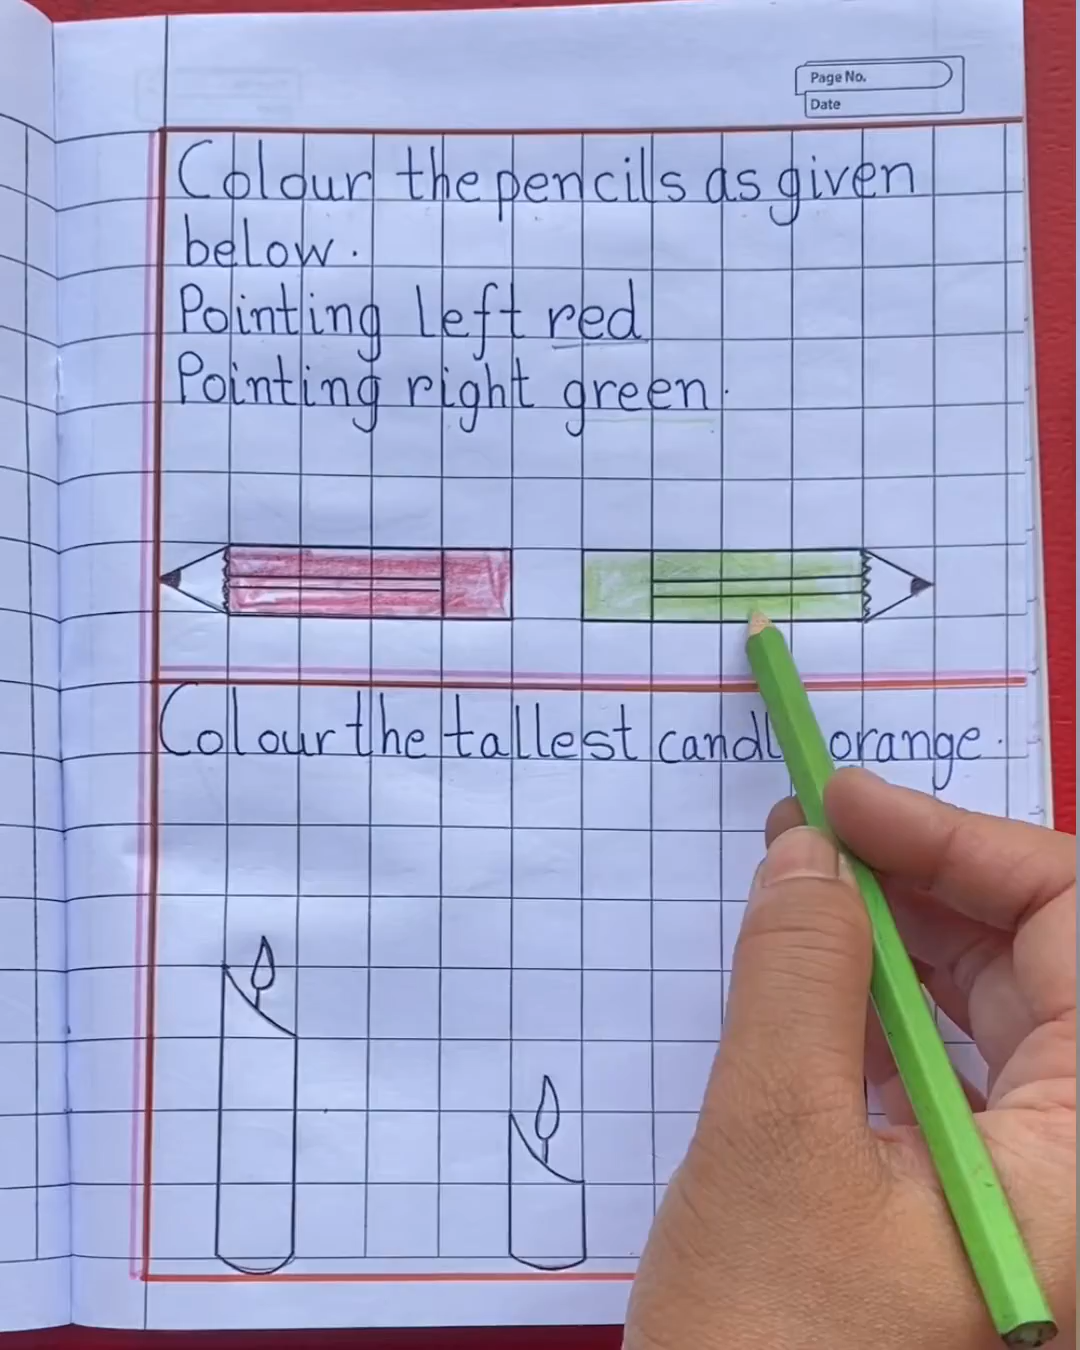 Page No.
Date
Colour the pencils as given
below.
Pointing left red
Pointing right green.
Colour the tallest candl orange.